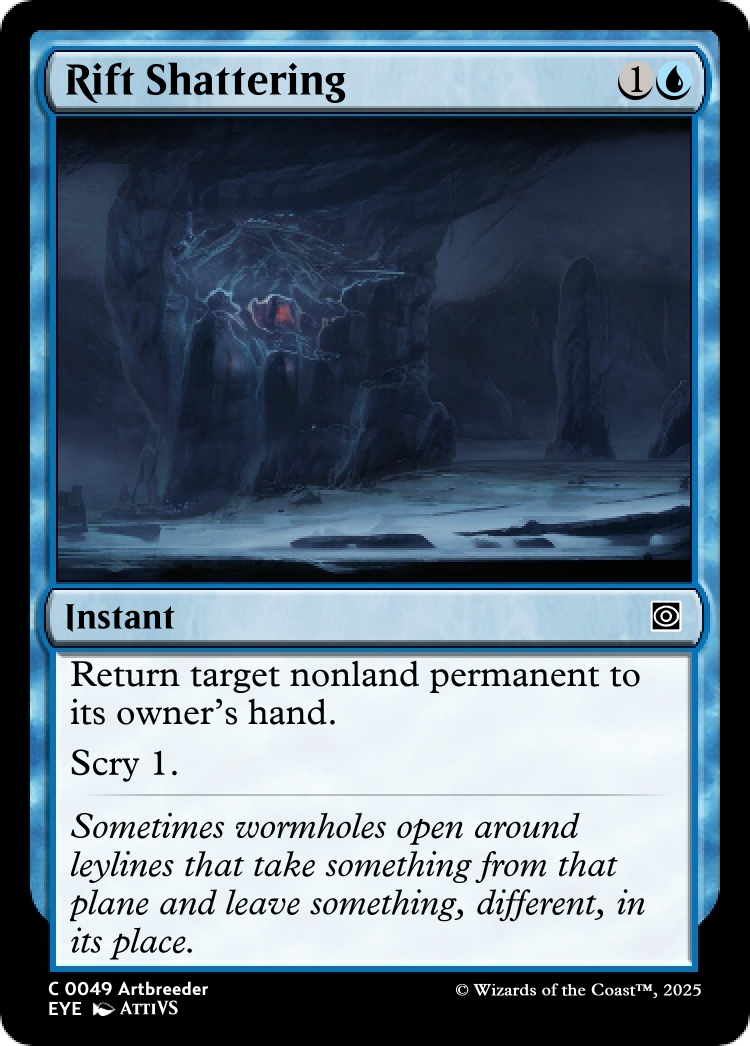 Rift Shattering
1
Instant
Return target nonland permanent to
its owner's hand.
Scry 1.
Sometimes wormholes open around
leylines that take something from that
plane and leave something, different, in
its place.
C 0049 Artbreeder
© Wizards of the Coast™, 2025
EYE AttiVS